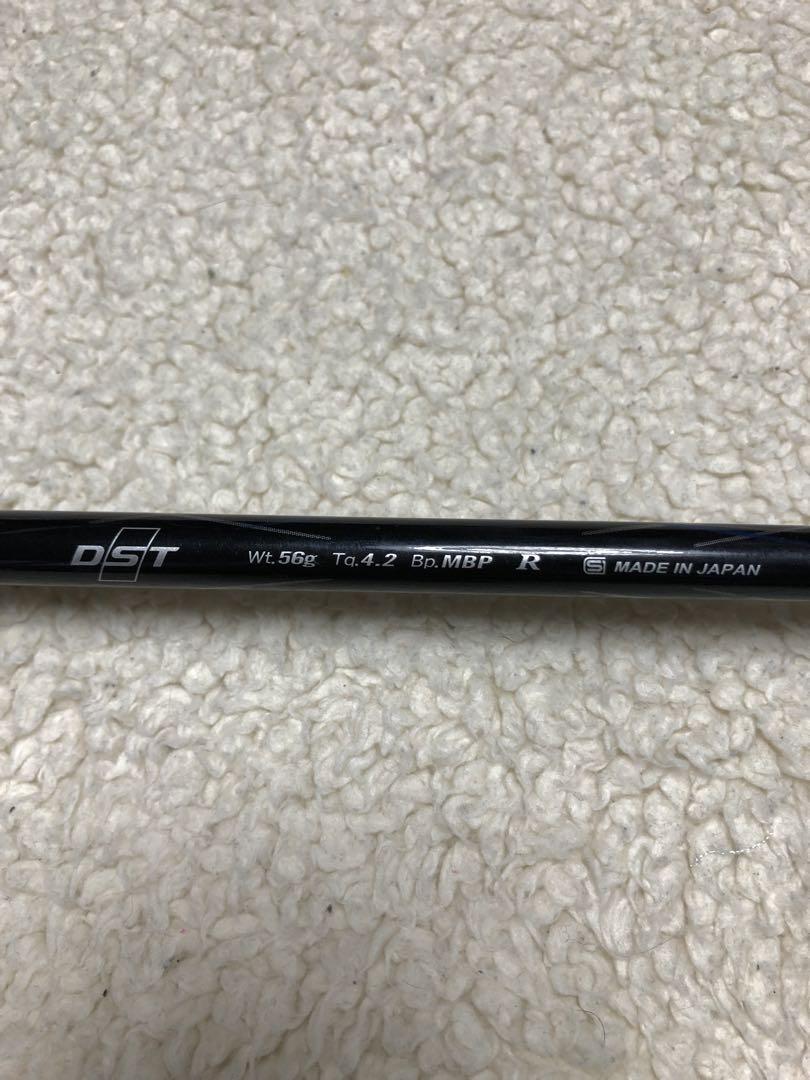 DST Wt.56g Tq.4.2 Bp.MBP R S MADE IN JAPAN